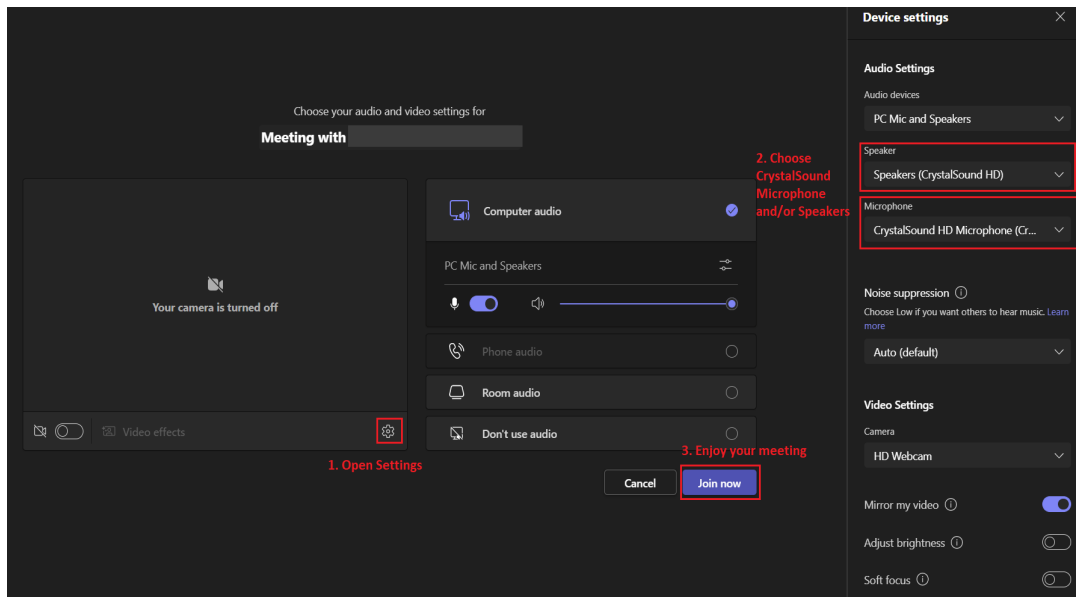 Choose your audio and video settings for
Meeting with
Your camera is turned off
Video effects
1. Open Settings
Computer audio
PC Mic and Speakers
Phone audio
Room audio
Don't use audio
3. Enjoy your meeting
Cancel
Join now
2. Choose
CrystalSound
Microphone
and/or Speakers
Device settings
Audio Settings
Audio devices
PC Mic and Speakers
Speaker
Speakers (CrystalSound HD)
Microphone
CrystalSound HD Microphone (Cr...
Noise suppression
Choose Low if you want others to hear music. Learn
more
Auto (default)
Video Settings
Camera
HD Webcam
Mirror my video
Adjust brightness
Soft focus